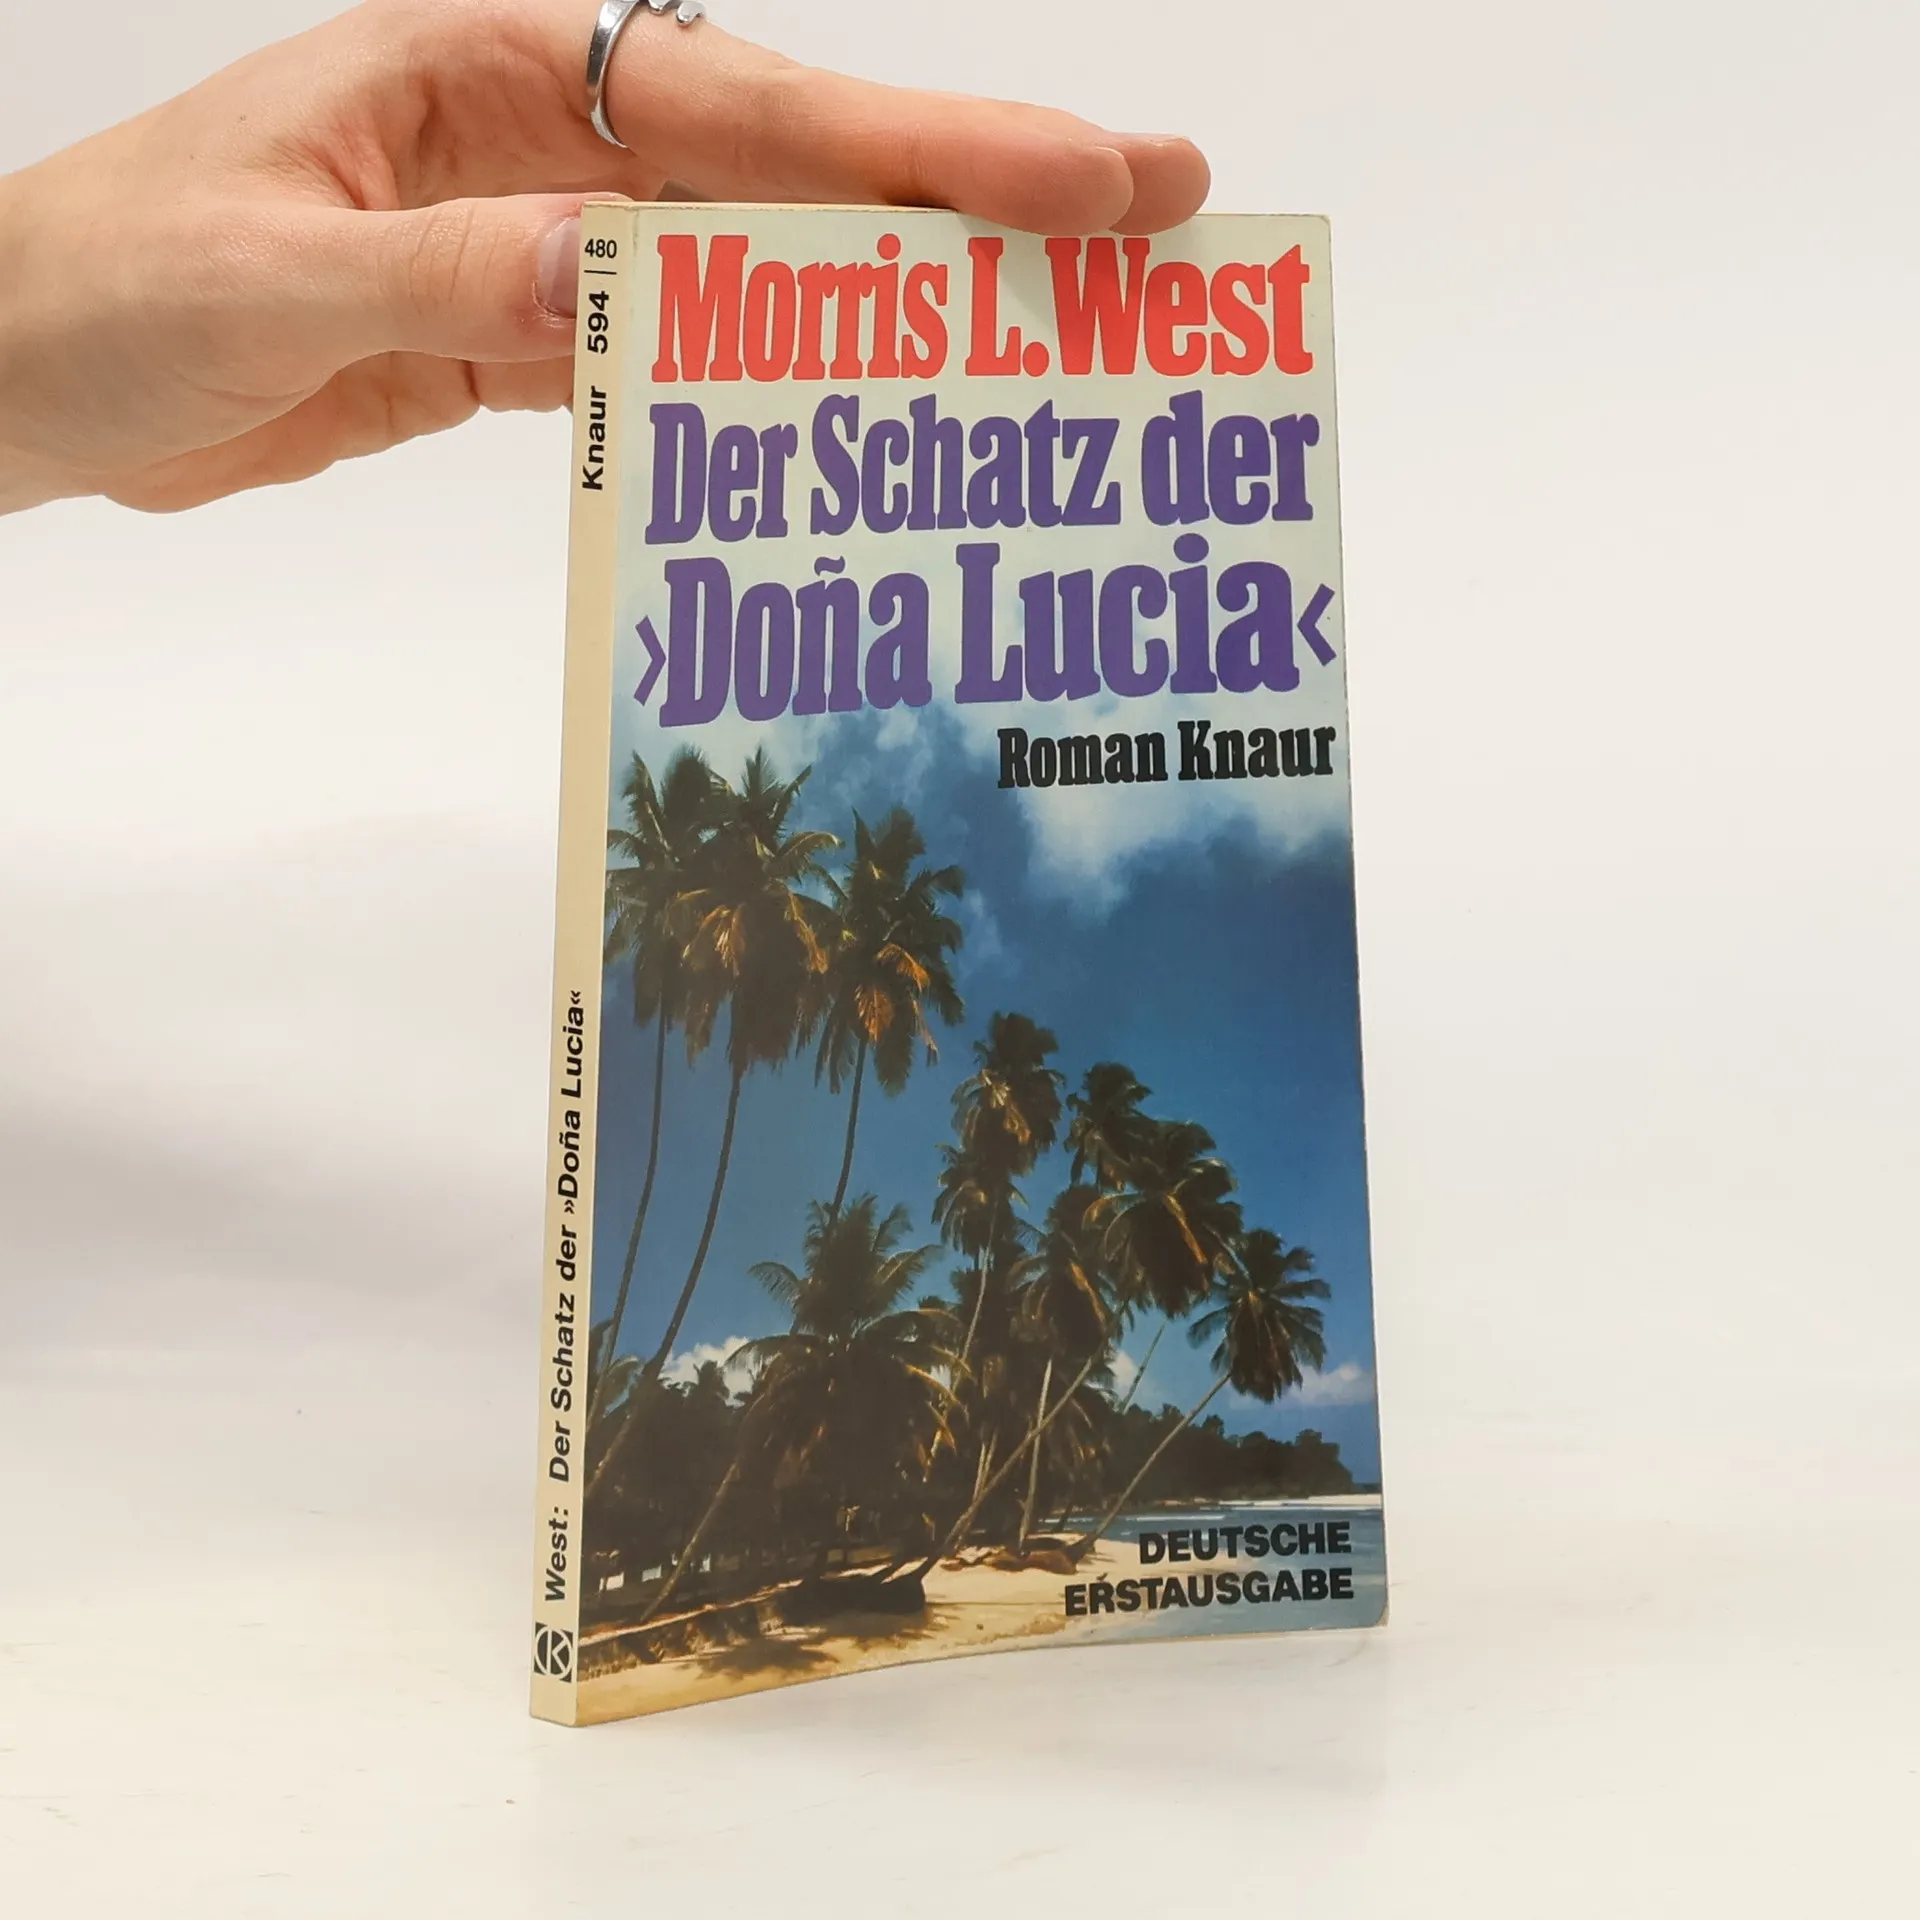 Morris L. West
Der Schatz der
›Doña Lucia‹
Roman Knaur
DEUTSCHE
ERSTAUSGABE
West: Der Schatz der »Doña Lucia«
Knaur 594 | 480
K